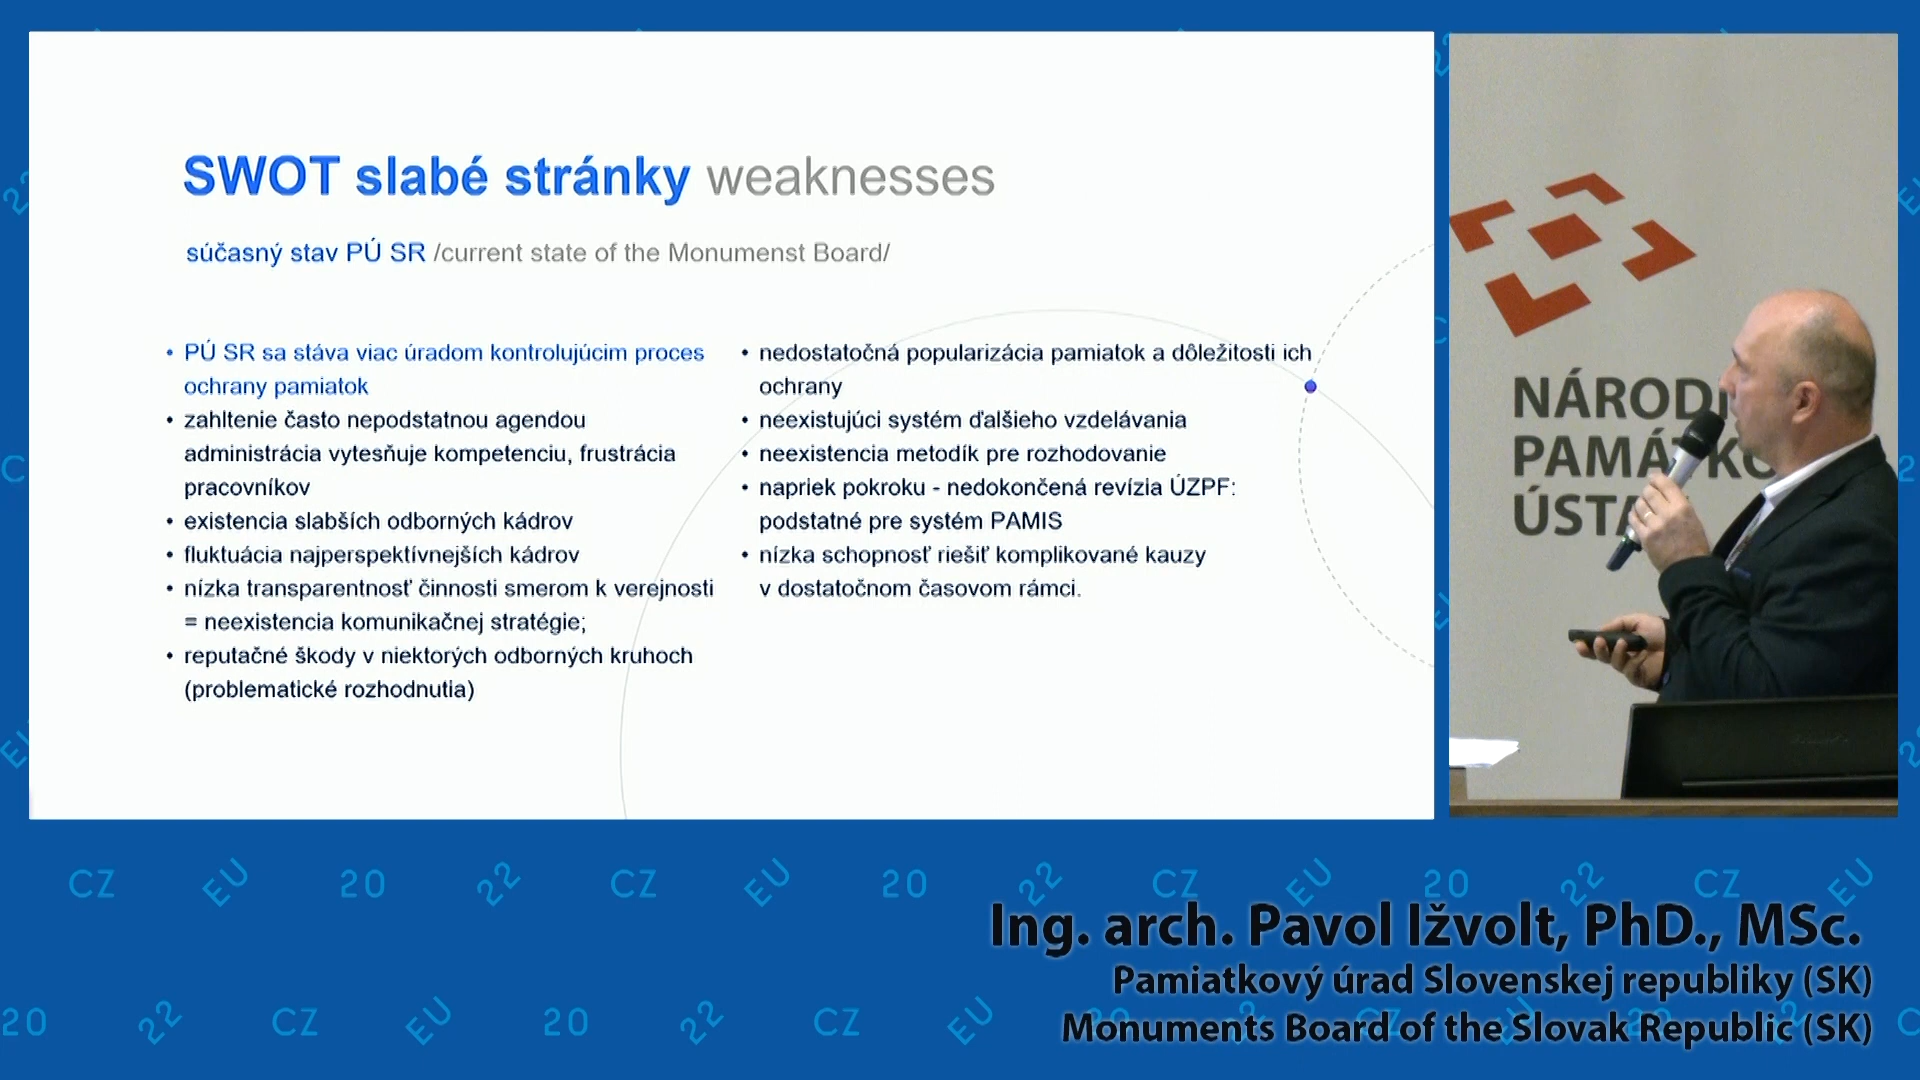 SWOT slabé stránky weaknesses
súčasný stav PÚ SR /current state of the Monumenst Board/
• PÚ SR sa stáva viac úradom kontrolujúcim proces
ochrany pamiatok
• zahltenie často nepodstatnou agendou
administrácia vytesňuje kompetenciu, frustrácia
pracovníkov
• existencia slabších odborných kádrov
• fluktuácia najperspektívnejších kádrov
• nízka transparentnosť činnosti smerom k verejnosti
= neexistencia komunikačnej stratégie;
• reputačné škody v niektorých odborných kruhoch
(problematické rozhodnutia)
• nedostatočná popularizácia pamiatok a dôležitosti ich
ochrany
• neexistujúci systém ďalšieho vzdelávania
• neexistencia metodík pre rozhodovanie
• napriek pokroku - nedokončená revízia ÚZPF:
podstatné pre systém PAMIS
• nízka schopnosť riešiť komplikované kauzy
v dostatočnom časovom rámci.
NÁRODN
PAMÁTKO
ÚSTA
CZ EU 20 22 CZ EU 20 22 CZ EU 20 22 CZ EU
Ing. arch. Pavol Ižvolt, PhD., MSc.
Pamiatkový úrad Slovenskej republiky (SK)
20 22 CZ EU 20 22 CZ EU
Monuments Board of the Slovak Republic (SK)